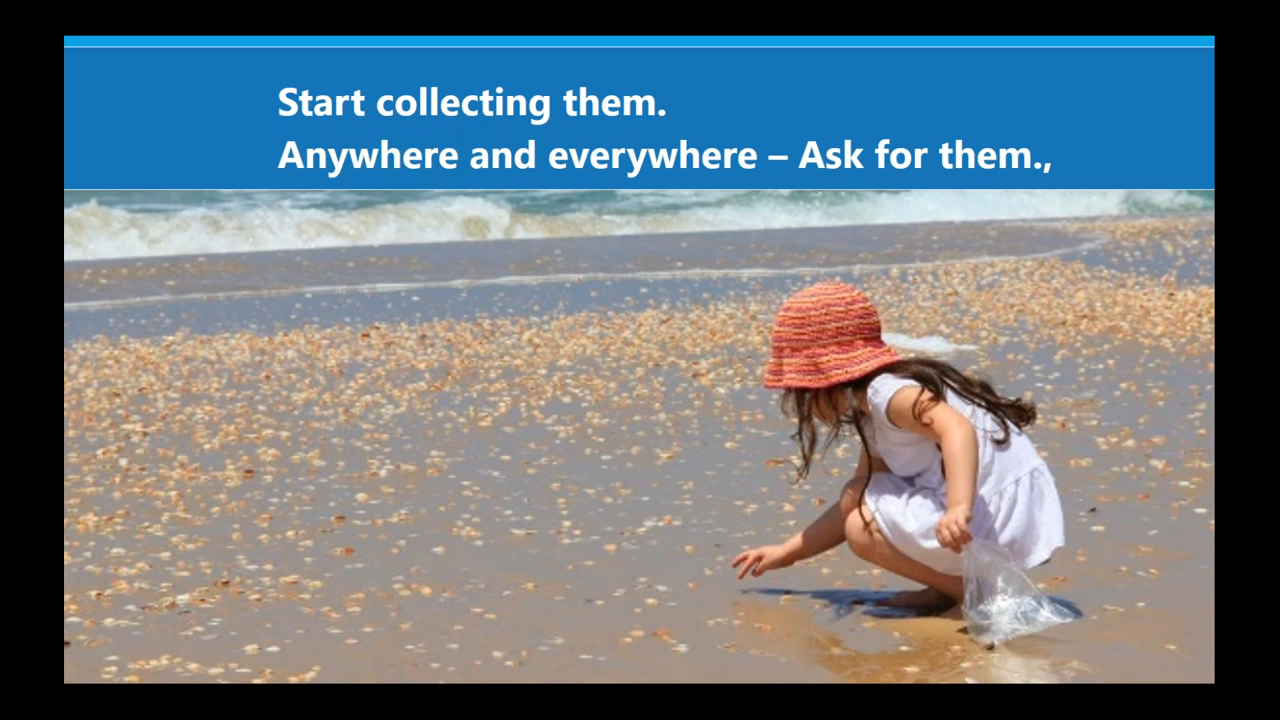 Start collecting them.
Anywhere and everywhere – Ask for them.,